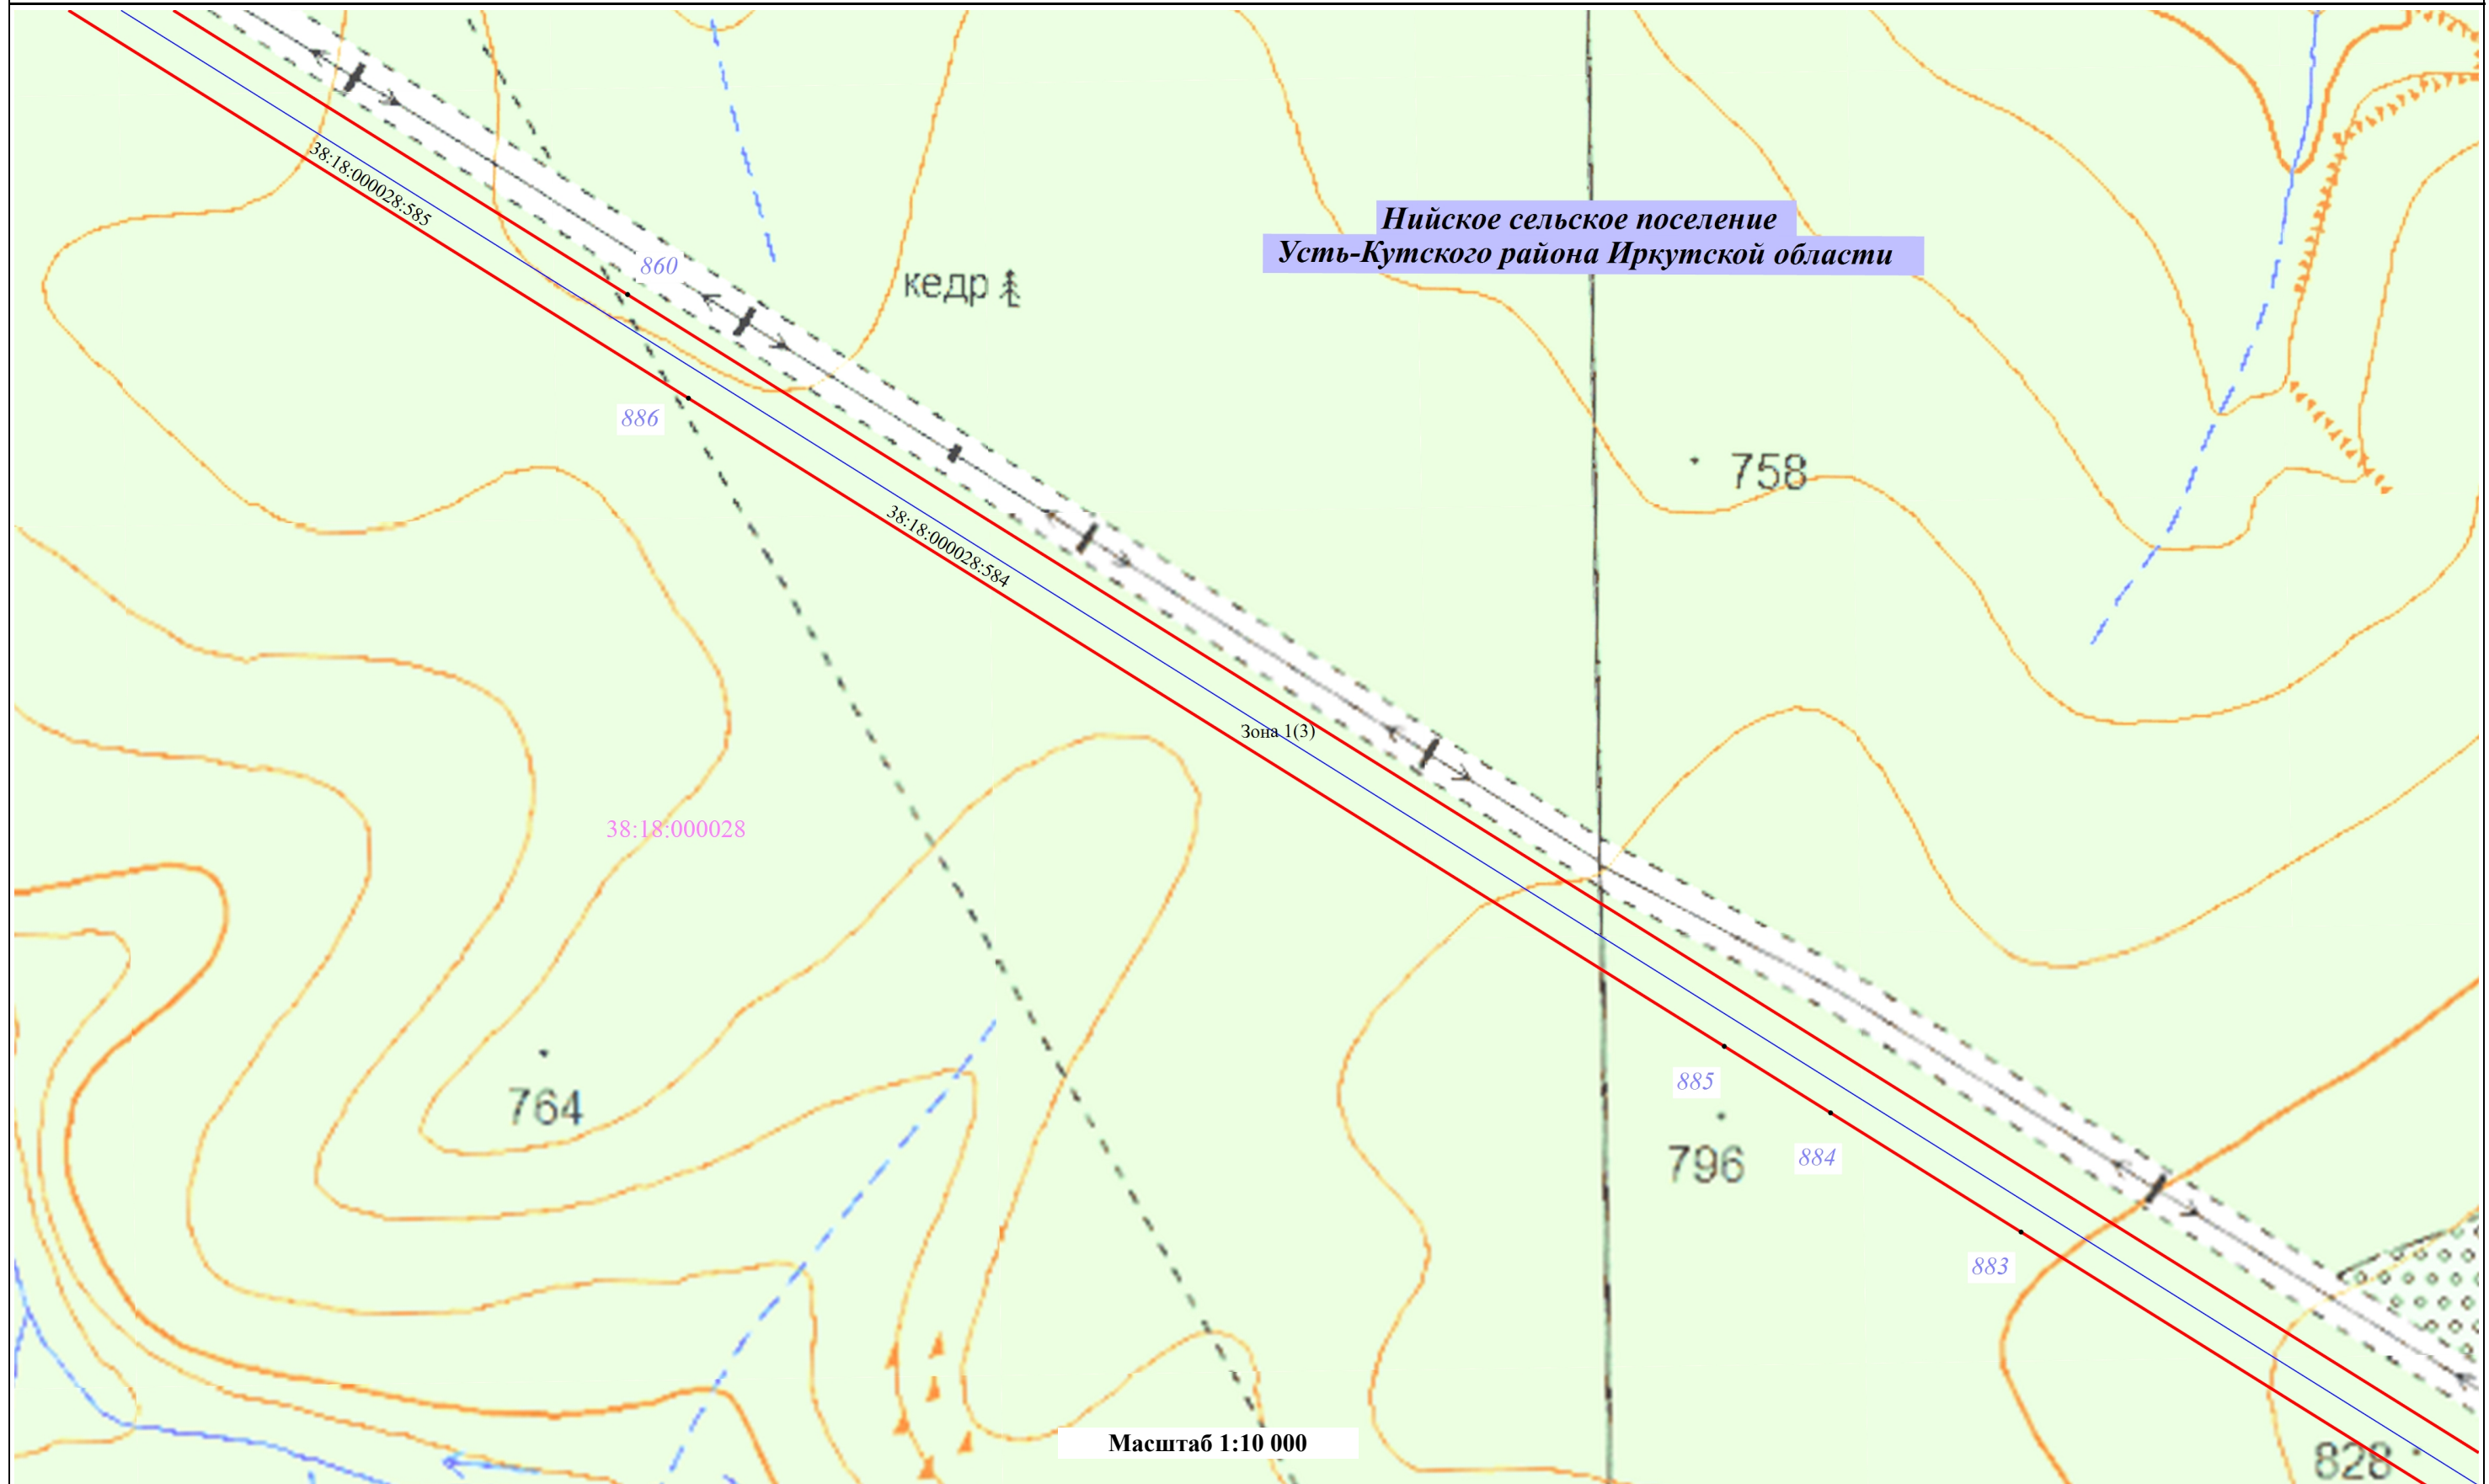 38:18:000028:585
Нийское сельское поселение
Усть-Кутского района Иркутской области
860
кедр
886
758
38:18:000028:584
Зона 1(3)
38:18:000028
764
885
796
884
883
Масштаб 1:10 000
828